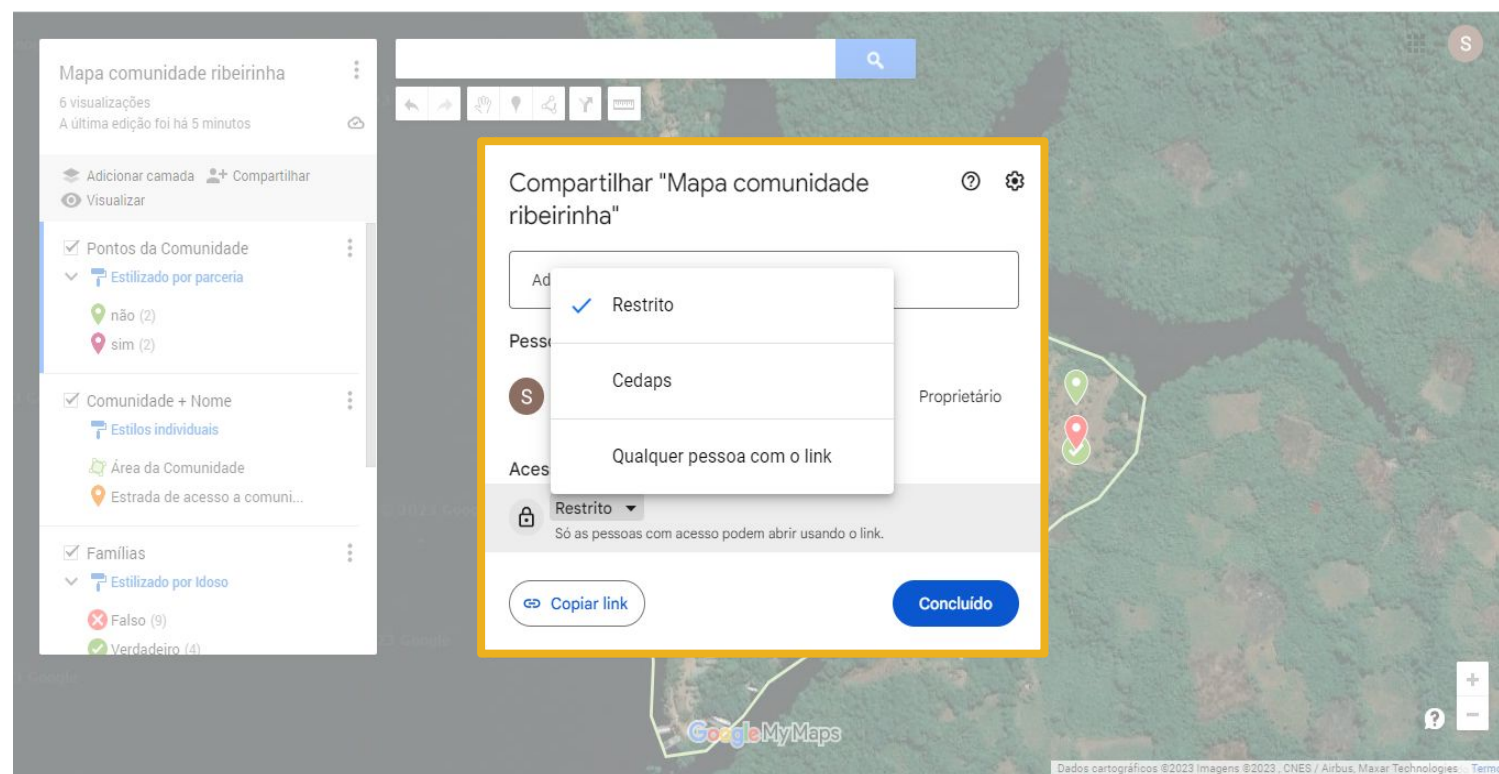 Mapa comunidade ribeirinha
6 visualizações
A última edição foi há 5 minutos
Adicionar camada Compartilhar
Visualizar
Pontos da Comunidade
Estilizado por parceria
não (2)
sim (2)
Comunidade + Nome
Estilos individuais
Área da Comunidade
Estrada de acesso a comuni...
Famílias
Estilizado por Idoso
Falso (9)
Verdadeiro (4)
S
Compartilhar "Mapa comunidade
ribeirinha"
Ad
Restrito
Cedaps
Qualquer pessoa com o link
Pesso
S
Proprietário
Aces
Restrito
Só as pessoas com acesso podem abrir usando o link.
Copiar link
Concluído
Google My Maps
Dados cartográficos ©2023 Imagens ©2023 , CNES / Airbus, Maxar Technologies Termo